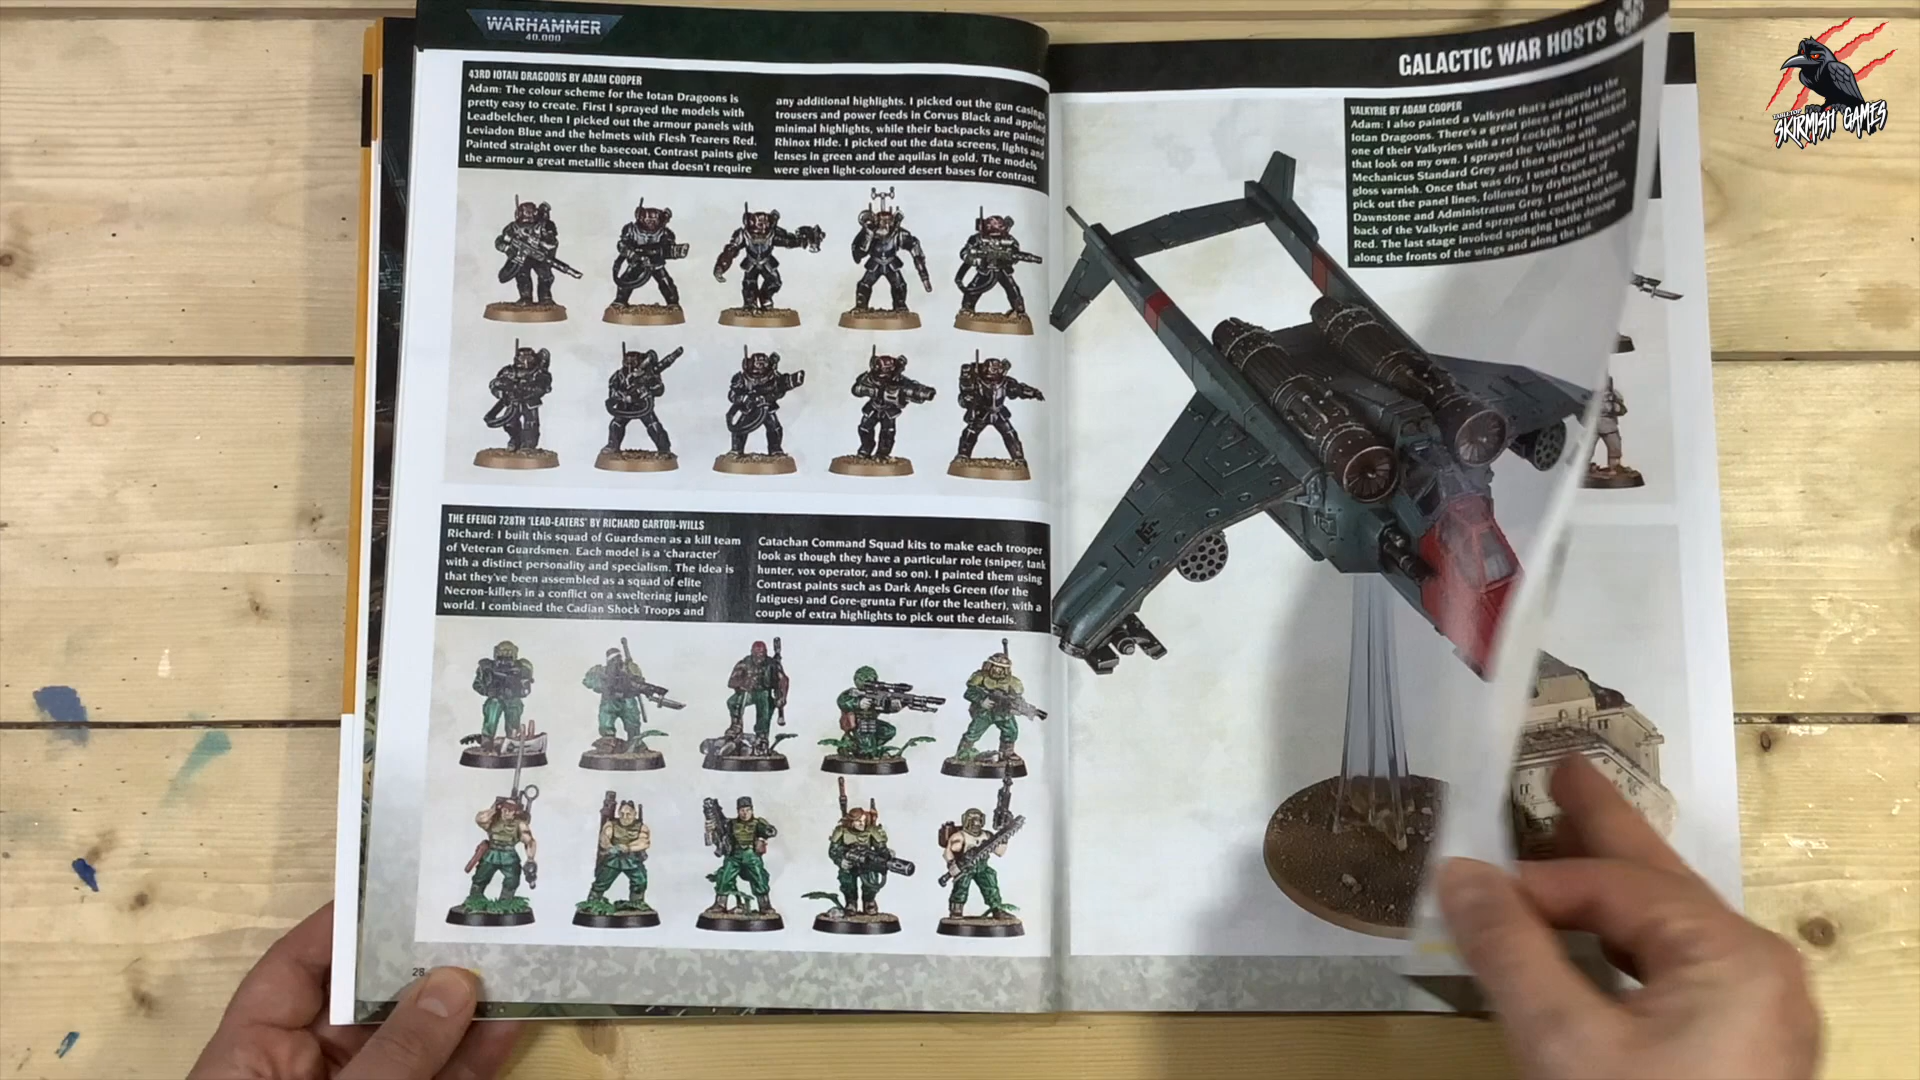 WARHAMMER
40,000
43RD IOTAN DRAGOONS BY ADAM COOPER
Adam: The colour scheme for the Iotan Dragoons is
pretty easy to create. First I sprayed the models with
Leadbelcher, then I picked out the armour panels with
Leviadon Blue and the helmets with Flesh Tearers Red.
Painted straight over the basecoat, Contrast paints give
the armour a great metallic sheen that doesn't require
any additional highlights. I picked out the gun casings,
trousers and power feeds in Corvus Black and applied
minimal highlights, while their backpacks are painted
Rhinox Hide. I picked out the data screens, lights and
lenses in green and the aquilas in gold. The models
were given light-coloured desert bases for contrast.
THE EFENGI 728TH 'LEAD-EATERS' BY RICHARD GARTON-WILLS
Richard: I built this squad of Guardsmen as a kill team
of Veteran Guardsmen. Each model is a 'character'
with a distinct personality and specialism. The idea is
that they've been assembled as a squad of elite
Necron-killers in a conflict on a sweltering jungle
world. I combined the Cadian Shock Troops and
Catachan Command Squad kits to make each trooper
look as though they have a particular role (sniper, tank
hunter, vox operator, and so on). I painted them using
Contrast paints such as Dark Angels Green (for the
fatigues) and Gore-grunta Fur (for the leather), with a
couple of extra highlights to pick out the details.
28
GALACTIC WAR HOSTS
VALKYRIE BY ADAM COOPER
Adam: I also painted a Valkyrie that's assigned to the
Iotan Dragoons. There's a great piece of art that shows
one of their Valkyries with a red cockpit, so I mimicked
that look on my own. I sprayed the Valkyrie with
Mechanicus Standard Grey and then sprayed it again with
gloss varnish. Once that was dry, I used Cygor Brown to
pick out the panel lines, followed by drybrushes of
Dawnstone and Administratum Grey. I masked off the
back of the Valkyrie and sprayed the cockpit Mephiston
Red. The last stage involved sponging battle damage
along the fronts of the wings and along the tail.
SKIRMISH GAMES